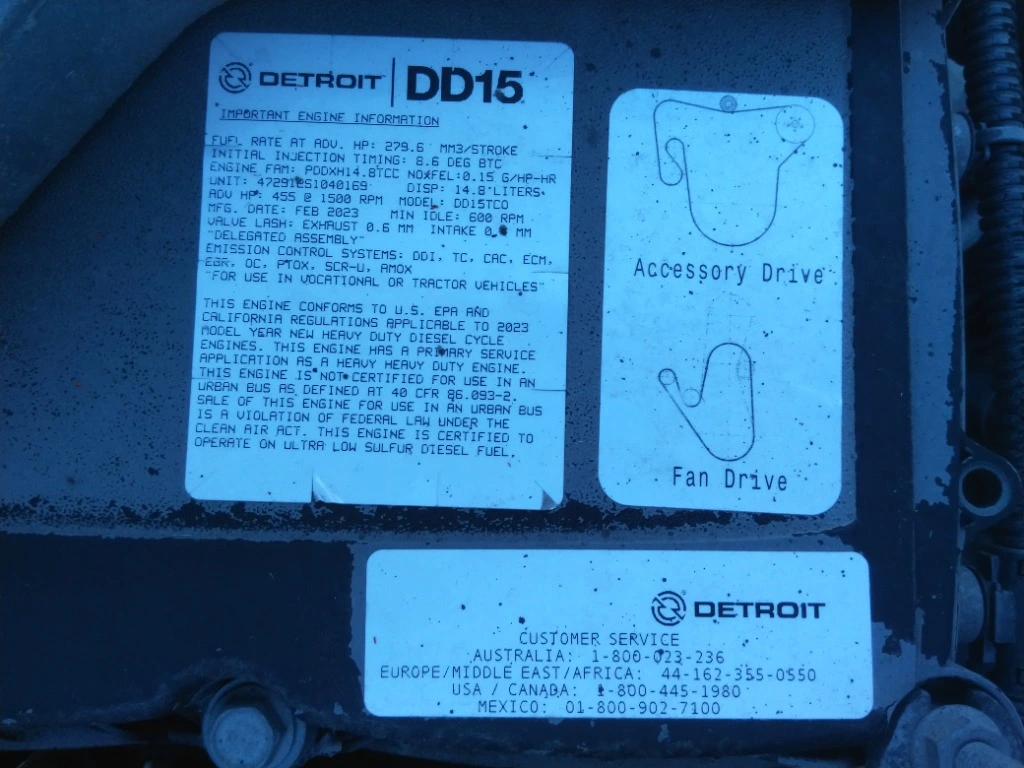 DETROIT DD15
IMPORTANT ENGINE INFORMATION
FUEL RATE AT ADV. HP: 279.6 MM3/STROKE
INITIAL INJECTION TIMING: 8.6 DEG BTC
ENGINE FAM: PDDXH14.8TCC NOXFEL:0.15 G/HP-HR
UNIT: 472912S1040169 DISP: 14.8 LITERS
ADV HP: 455 @ 1500 RPM MODEL: DD15TCO
MFG. DATE: FEB 2023 MIN IDLE: 600 RPM
VALVE LASH: EXHAUST 0.6 MM INTAKE MM
"DELEGATED ASSEMBLY"
EMISSION CONTROL SYSTEMS: DDI, TC, CAC, ECM,
EGR, OC, PTOX, SCR-U, AMOX
"FOR USE IN VOCATIONAL OR TRACTOR VEHICLES"
THIS ENGINE CONFORMS TO U.S. EPA AND
CALIFORNIA REGULATIONS APPLICABLE TO 2023
MODEL YEAR NEW HEAVY DUTY DIESEL CYCLE
ENGINES. THIS ENGINE HAS A PRIMARY SERVICE
APPLICATION AS A HEAVY HEAVY DUTY ENGINE.
THIS ENGINE IS NOT CERTIFIED FOR USE IN AN
URBAN BUS AS DEFINED AT 40 CFR 86.093-2.
SALE OF THIS ENGINE FOR USE IN AN URBAN BUS
IS A VIOLATION OF FEDERAL LAW UNDER THE
CLEAN AIR ACT. THIS ENGINE IS CERTIFIED TO
OPERATE ON ULTRA LOW SULFUR DIESEL FUEL.
Accessory Drive
Fan Drive
DETROIT
CUSTOMER SERVICE
AUSTRALIA: 1-800-023-236
EUROPE/MIDDLE EAST/AFRICA: 44-162-355-0550
USA / CANADA: 1-800-445-1980
MEXICO: 01-800-902-7100